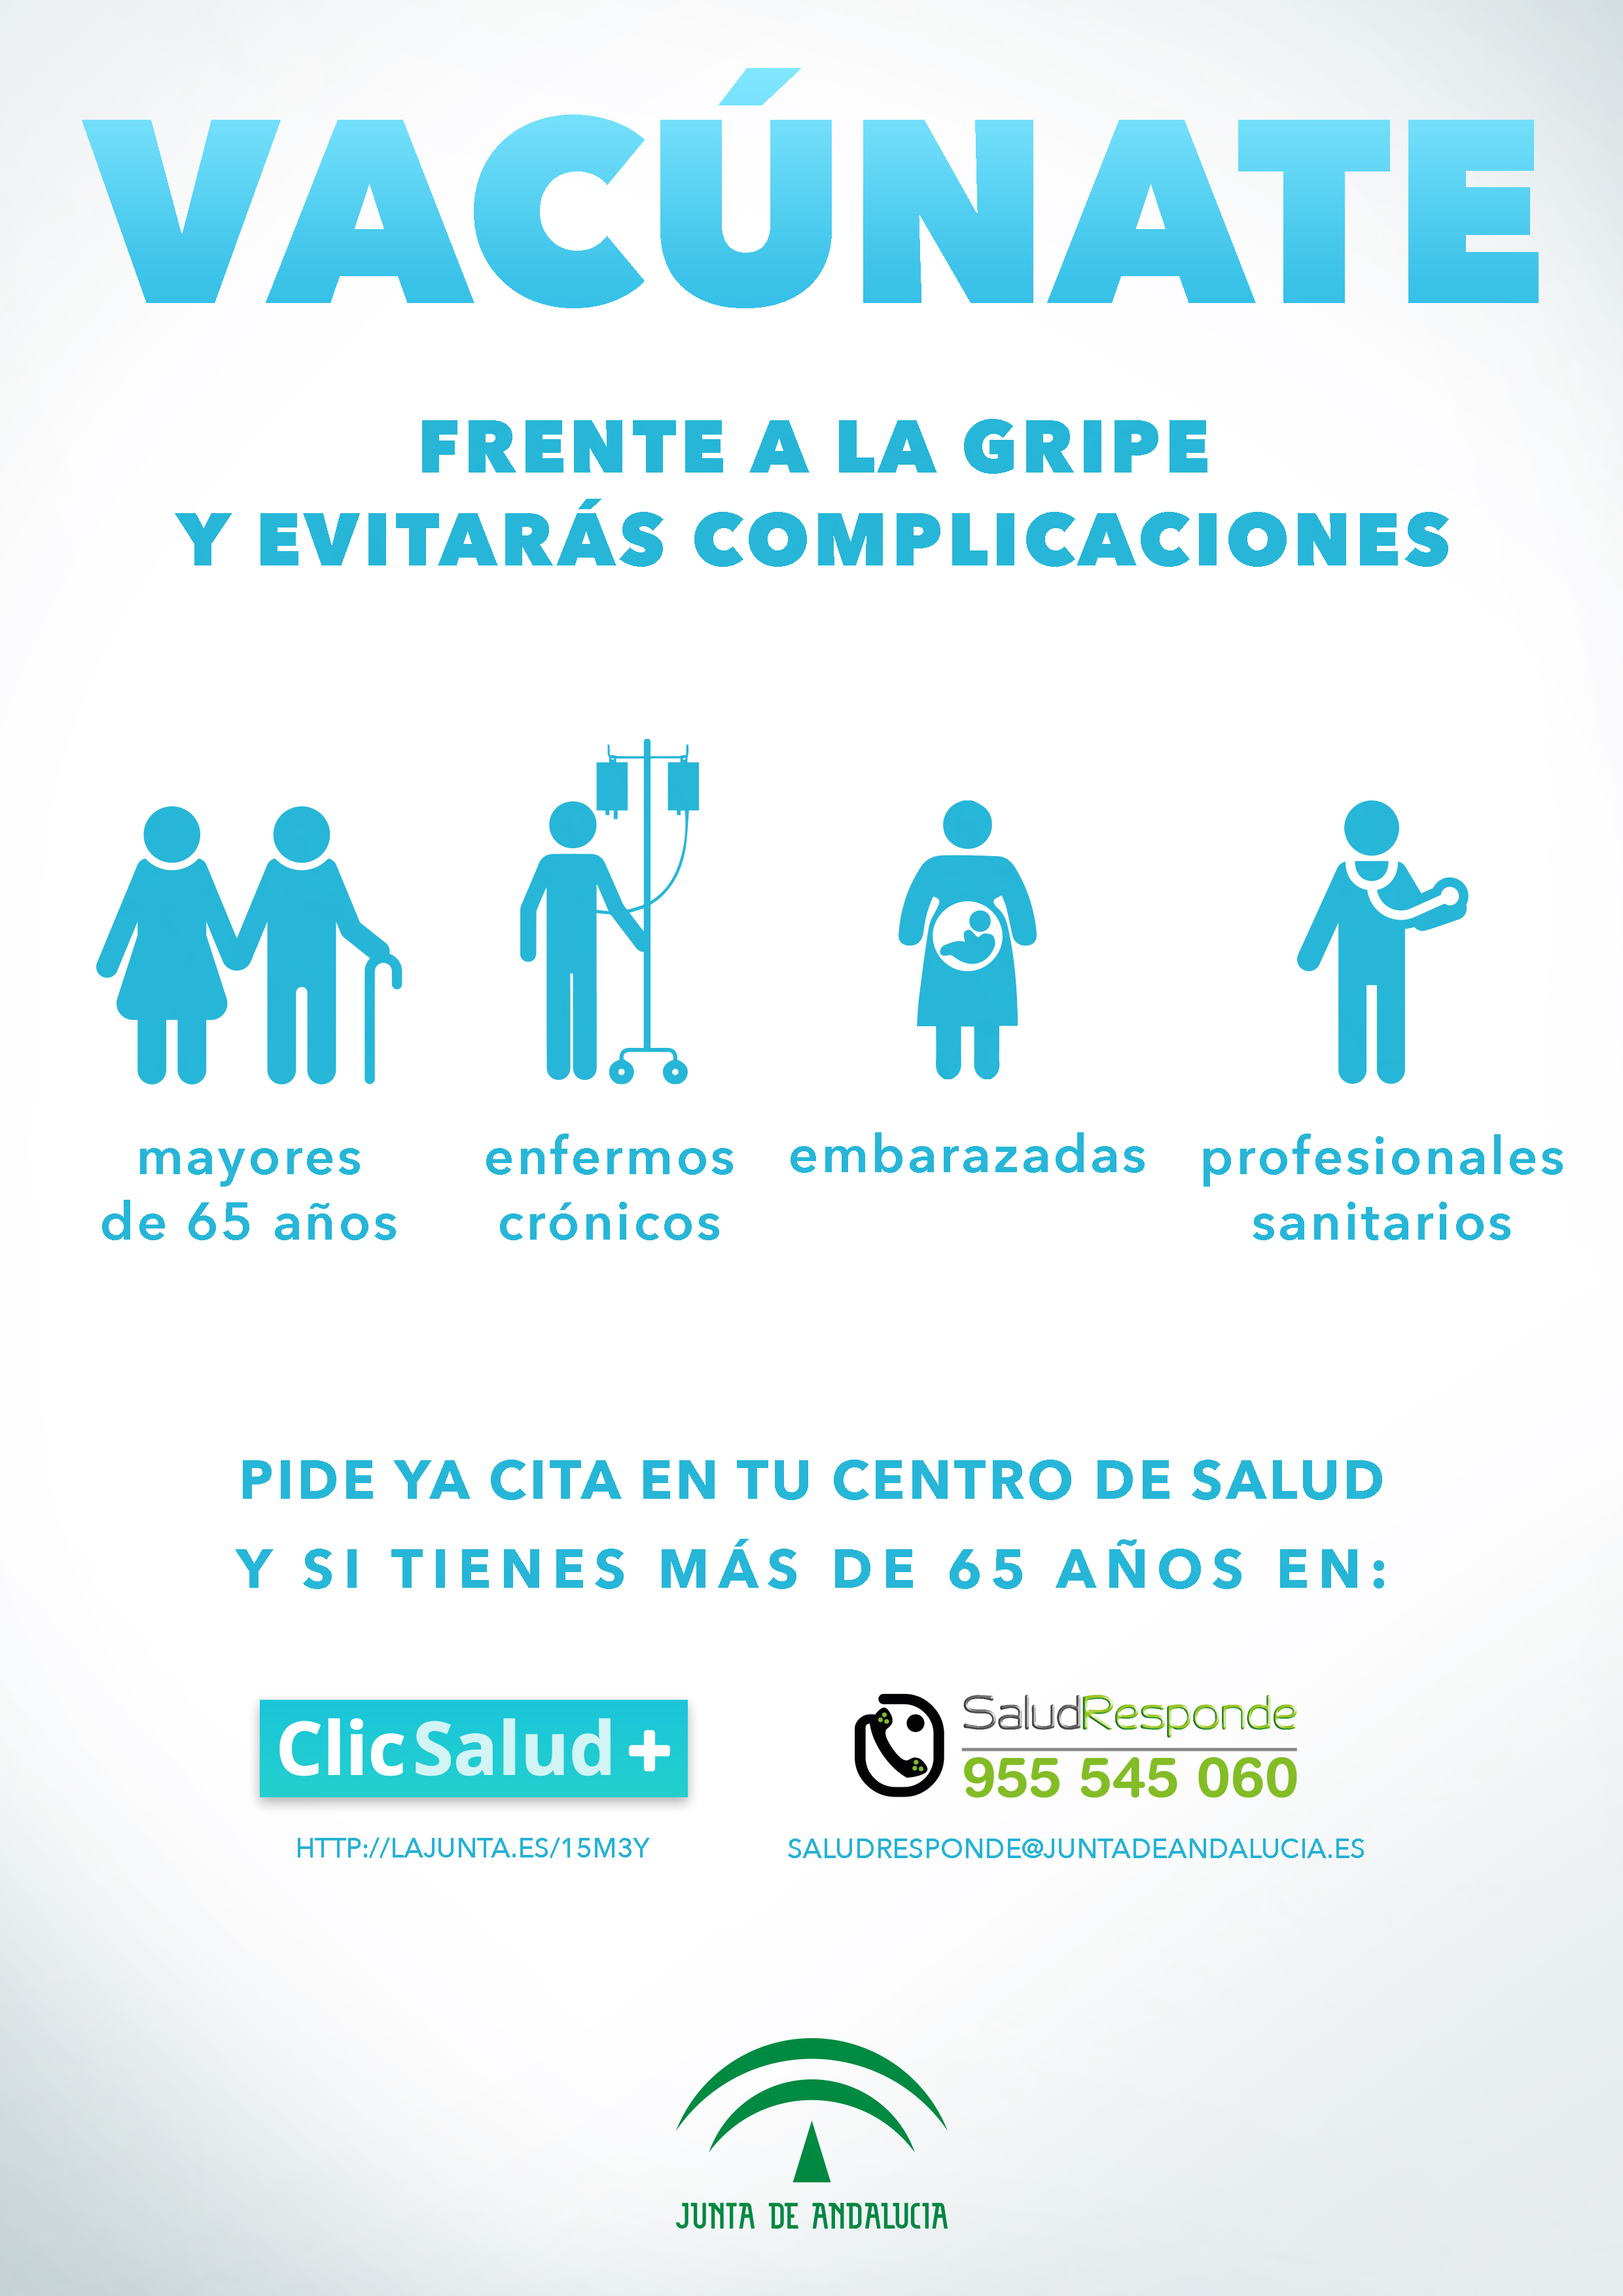 VACÚNATE
FRENTE A LA GRIPE
Y EVITARÁS COMPLICACIONES
mayores
de 65 años
enfermos
crónicos
embarazadas
profesionales
sanitarios
PIDE YA CITA EN TU CENTRO DE SALUD
Y SI TIENES MÁS DE 65 AÑOS EN:
ClicSalud+
HTTP://LAJUNTA.ES/15M3Y
SaludResponde
955 545 060
SALUDRESPONDE@JUNTADEANDALUCIA.ES
JUNTA DE ANDALUCIA